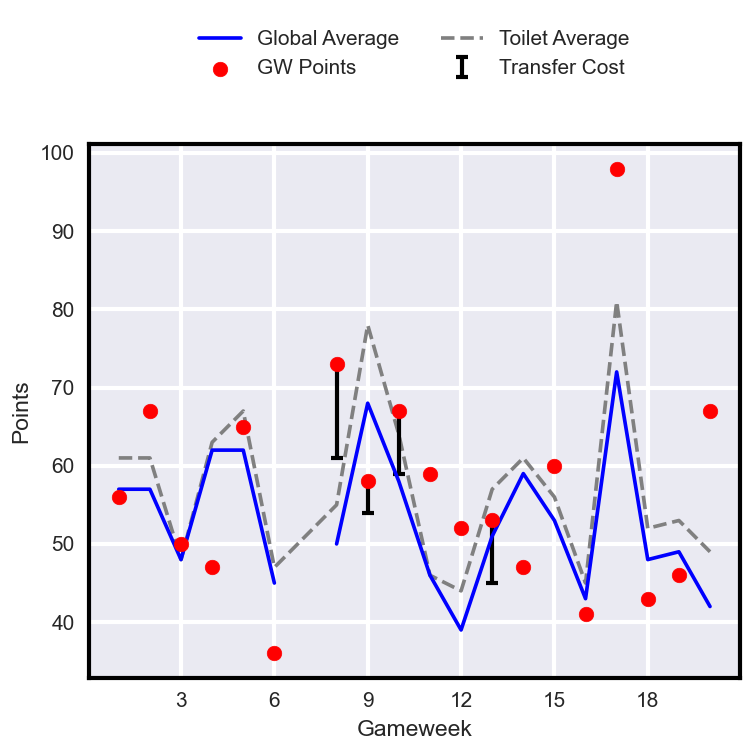 Global Average
Toilet Average
GW Points
Transfer Cost
100
90
80
70
60
50
40
Points
3
6
9
12
15
18
Gameweek